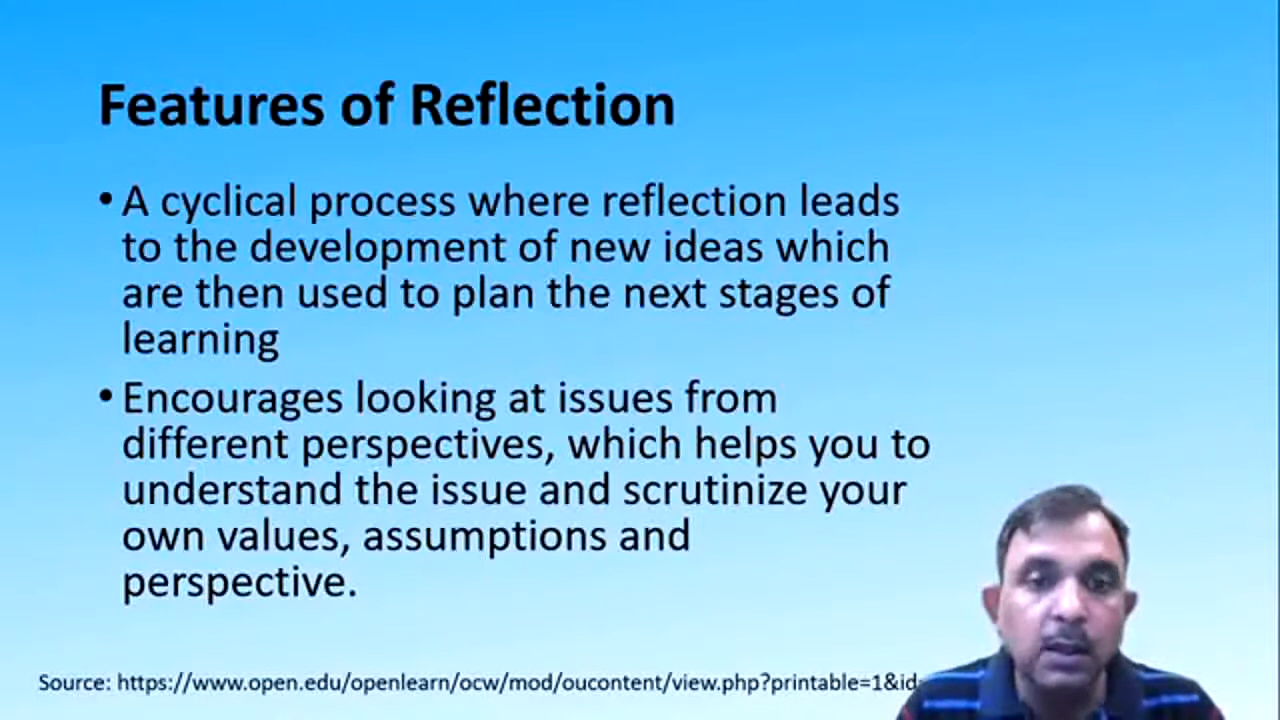 Features of Reflection
• A cyclical process where reflection leads
to the development of new ideas which
are then used to plan the next stages of
learning
• Encourages looking at issues from
different perspectives, which helps you to
understand the issue and scrutinize your
own values, assumptions and
perspective.
Source: https://www.open.edu/openlearn/ocw/mod/oucontent/view.php?printable=1&id